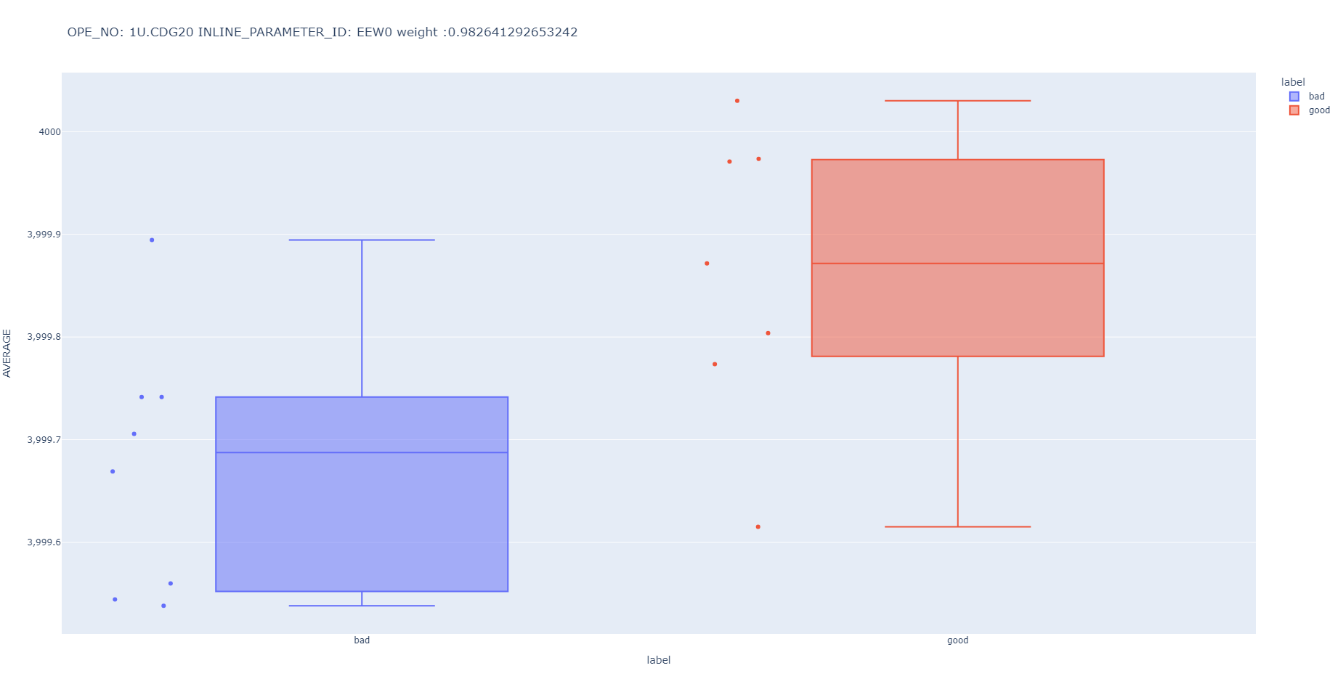 OPE_NO: 1U.CDG20 INLINE_PARAMETER_ID: EEW0 weight :0.982641292653242
label
bad
good
4000
3,999.9
3,999.8
3,999.7
3,999.6
AVERAGE
bad
good
label